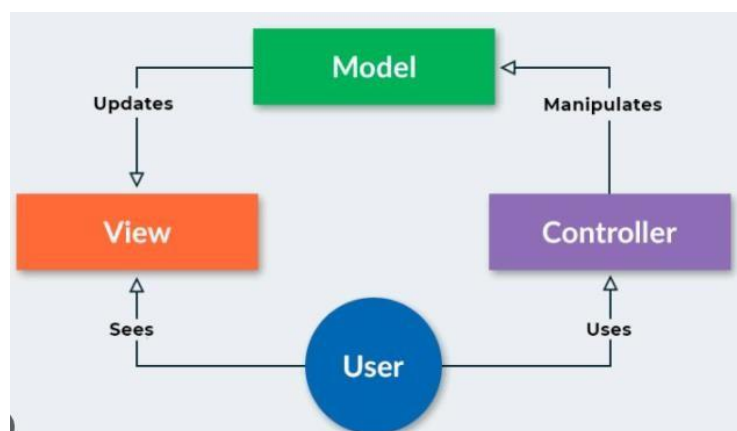 Model
Updates
Manipulates
View
Controller
Sees
Uses
User